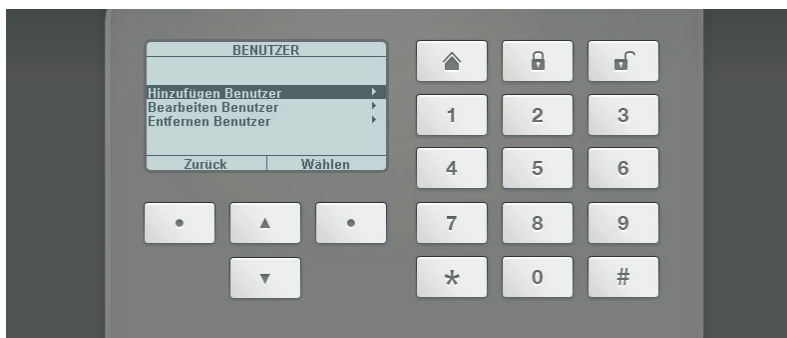 BENUTZER
Hinzufügen Benutzer
Bearbeiten Benutzer
Entfernen Benutzer
Zurück Wählen
1 2 3
4 5 6
7 8 9
* 0 #